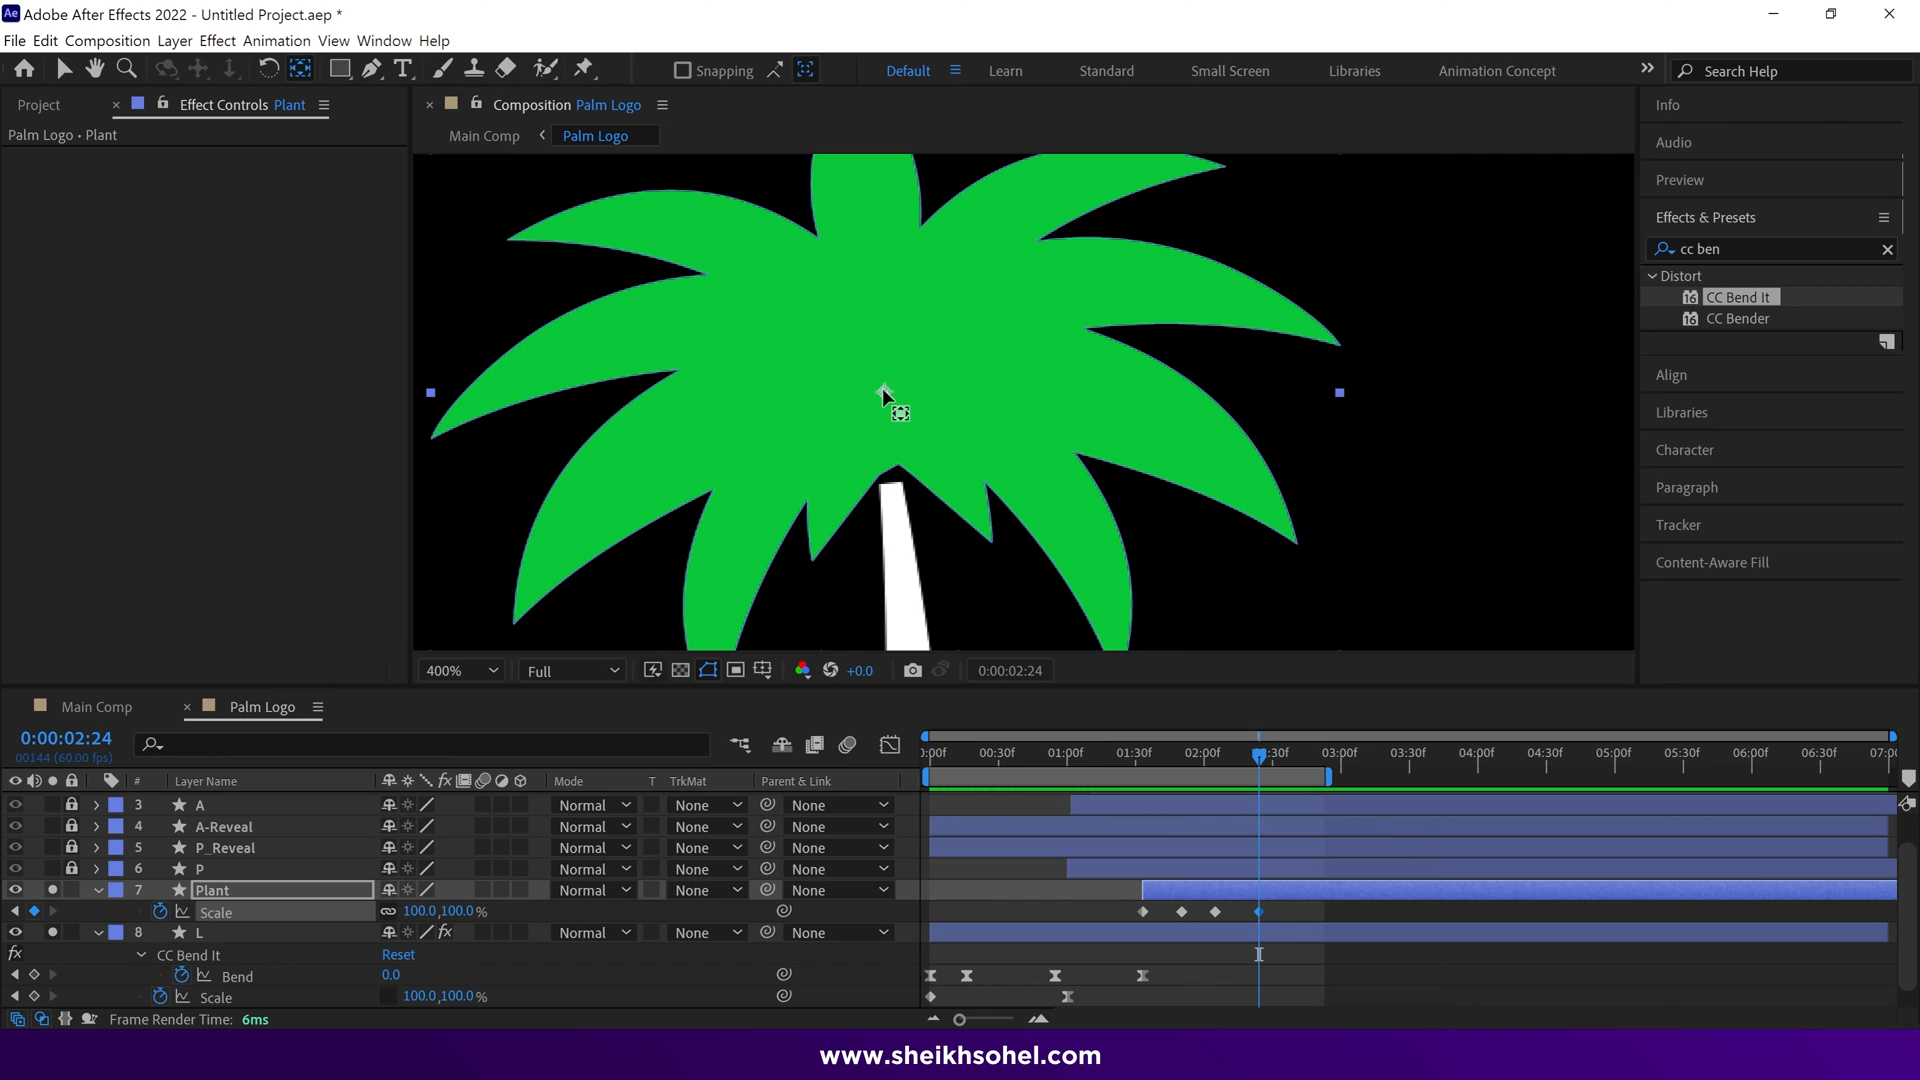 Ae Adobe After Effects 2022 - Untitled Project.aep *
File Edit Composition Layer Effect Animation View Window Help
Snapping
Default
Learn
Standard
Small Screen
Libraries
Animation Concept
Search Help
Project
Effect Controls Plant
Palm Logo • Plant
Composition Palm Logo
Main Comp
Palm Logo
400%
Full
+0.0
0:00:02:24
Info
Audio
Preview
Effects & Presets
cc ben
Distort
16 CC Bend It
16 CC Bender
Align
Libraries
Character
Paragraph
Tracker
Content-Aware Fill
Main Comp
Palm Logo
0:00:02:24
00144 (60.00 fps)
:00f 00:30f 01:00f 01:30f 02:00f :30f 03:00f 03:30f 04:00f 04:30f 05:00f 05:30f 06:00f 06:30f 07:00
# Layer Name fx Mode T TrkMat Parent & Link
3 A Normal None None
4 A-Reveal Normal None None
5 P_Reveal Normal None None
6 P Normal None None
7 Plant Normal None None
Scale 100.0,100.0 %
8 L fx Normal None None
fx CC Bend It Reset
Bend 0.0
Scale 100.0,100.0 %
Frame Render Time: 6ms
www.sheikhsohel.com